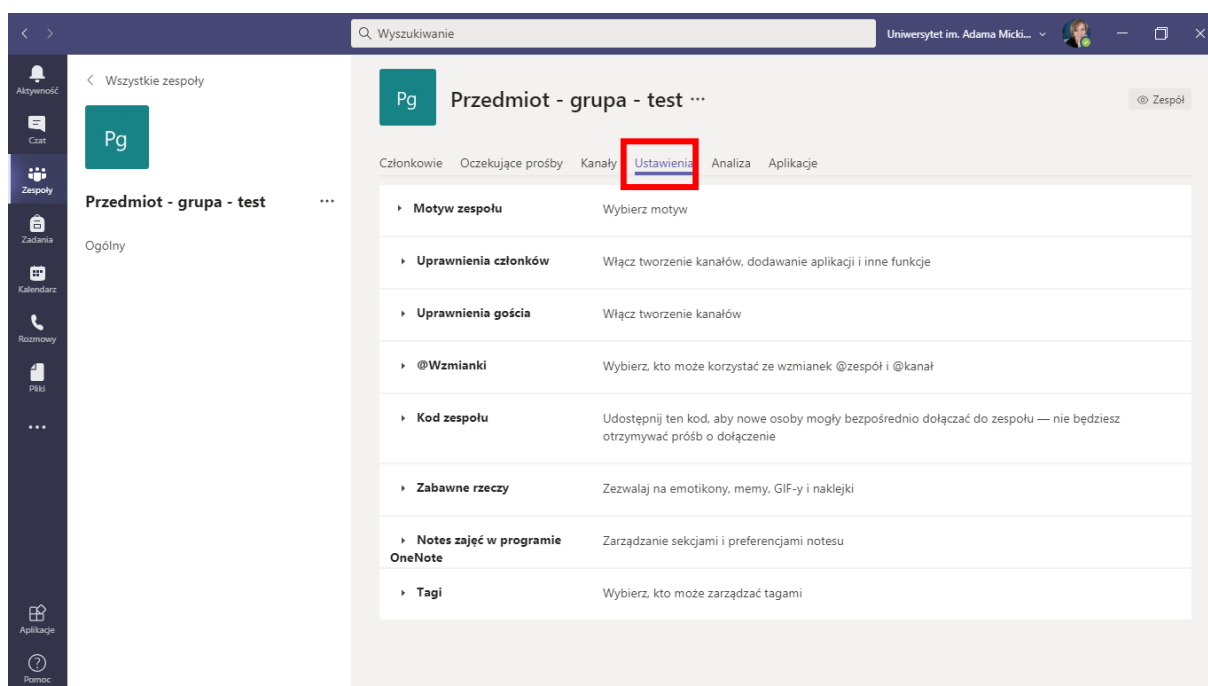 Wyszukiwanie
Uniwersytet im. Adama Micki...
Aktywność
Czat
Zespoły
Zadania
Kalendarz
Rozmowy
Pliki
Aplikacje
Pomoc
Wszystkie zespoły
Pg
Przedmiot - grupa - test ...
Ogólny
Pg
Przedmiot - grupa - test ...
Zespół
Członkowie Oczekujące prośby Kanały Ustawienia Analiza Aplikacje
Motyw zespołu Wybierz motyw
Uprawnienia członków Włącz tworzenie kanałów, dodawanie aplikacji i inne funkcje
Uprawnienia gościa Włącz tworzenie kanałów
@Wzmianki Wybierz, kto może korzystać ze wzmianek @zespół i @kanał
Kod zespołu Udostępnij ten kod, aby nowe osoby mogły bezpośrednio dołączać do zespołu — nie będziesz
otrzymywać próśb o dołączenie
Zabawne rzeczy Zezwalaj na emotikony, memy, GIF-y i naklejki
Notes zajęć w programie Zarządzanie sekcjami i preferencjami notesu
OneNote
Tagi Wybierz, kto może zarządzać tagami